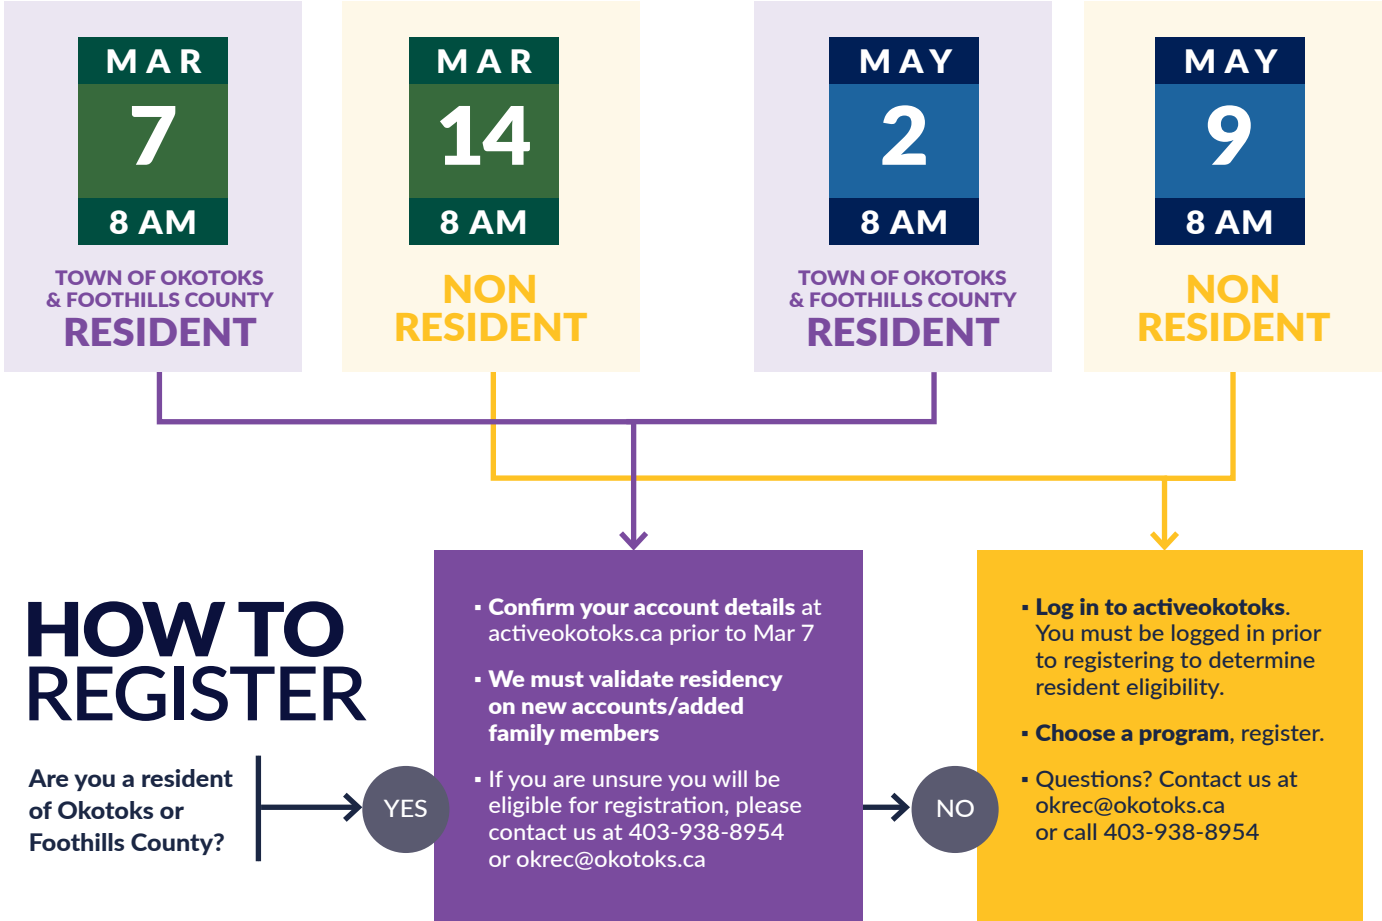 MAR
7
8 AM
TOWN OF OKOTOKS
& FOOTHILLS COUNTY
RESIDENT
MAR
14
8 AM
NON
RESIDENT
MAY
2
8 AM
TOWN OF OKOTOKS
& FOOTHILLS COUNTY
RESIDENT
MAY
9
8 AM
NON
RESIDENT
HOW TO
REGISTER
Are you a resident
of Okotoks or
Foothills County?
YES
▪ Confirm your account details at
activeokotoks.ca prior to Mar 7
▪ We must validate residency
on new accounts/added
family members
▪ If you are unsure you will be
eligible for registration, please
contact us at 403-938-8954
or okrec@okotoks.ca
NO
▪ Log in to activeokotoks.
You must be logged in prior
to registering to determine
resident eligibility.
▪ Choose a program, register.
▪ Questions? Contact us at
okrec@okotoks.ca
or call 403-938-8954